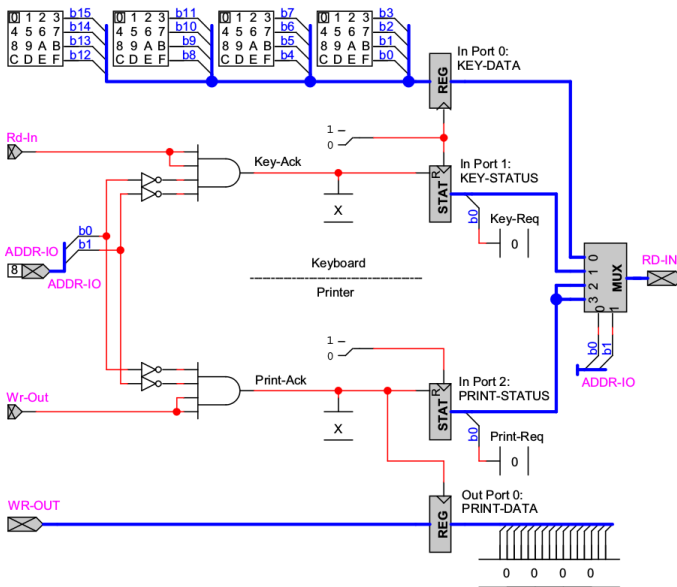 0 1 2 3 b15 0 1 2 3 b11 0 1 2 3 b7 0 1 2 3 b3
4 5 6 7 b14 4 5 6 7 b10 4 5 6 7 b6 4 5 6 7 b2
8 9 A B b13 8 9 A B b9 8 9 A B b5 8 9 A B b1
C D E F b12 C D E F b8 C D E F b4 C D E F b0
In Port 0:
KEY-DATA
REG
Rd-In
1
0
Key-Ack
In Port 1:
KEY-STATUS
R
STAT
X
b0
Key-Req
0
b0
b1
ADDR-IO
8
ADDR-IO
Keyboard
Printer
0
1
2
3
MUX
0 1
RD-IN
b0 b1
ADDR-IO
1
0
Print-Ack
In Port 2:
PRINT-STATUS
R
STAT
Wr-Out
X
b0
Print-Req
0
WR-OUT
Out Port 0:
PRINT-DATA
REG
0 0 0 0